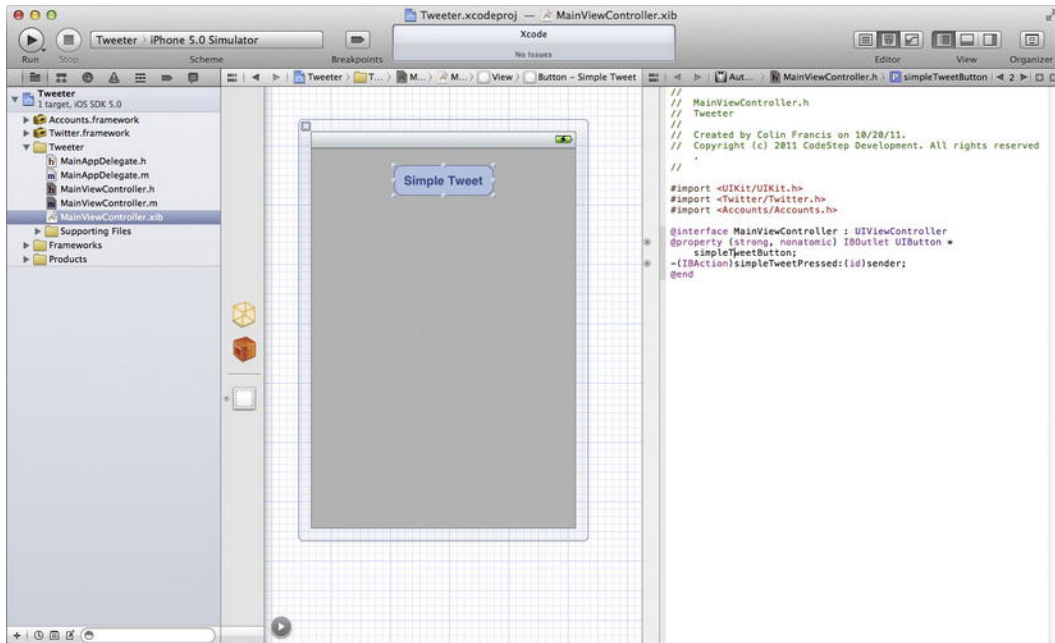 Tweeter.xcodeproj — MainViewController.xib
Run
Stop
Tweeter › iPhone 5.0 Simulator
Scheme
Breakpoints
Xcode
No Issues
Editor
View
Organizer
Tweeter
T...
M...
M...
View
Button - Simple Tweet
Aut...
MainViewController.h
simpleTweetButton
2
Tweeter
1 target, iOS SDK 5.0
Accounts.framework
Twitter.framework
Tweeter
MainAppDelegate.h
MainAppDelegate.m
MainViewController.h
MainViewController.m
MainViewController.xib
Supporting Files
Frameworks
Products
Simple Tweet
//
// MainViewController.h
// Tweeter
//
// Created by Colin Francis on 10/20/11.
// Copyright (c) 2011 CodeStep Development. All rights reserved
.
//
#import <UIKit/UIKit.h>
#import <Twitter/Twitter.h>
#import <Accounts/Accounts.h>
@interface MainViewController : UIViewController
@property (strong, nonatomic) IBOutlet UIButton *
simpleTweetButton;
-(IBAction)simpleTweetPressed:(id)sender;
@end